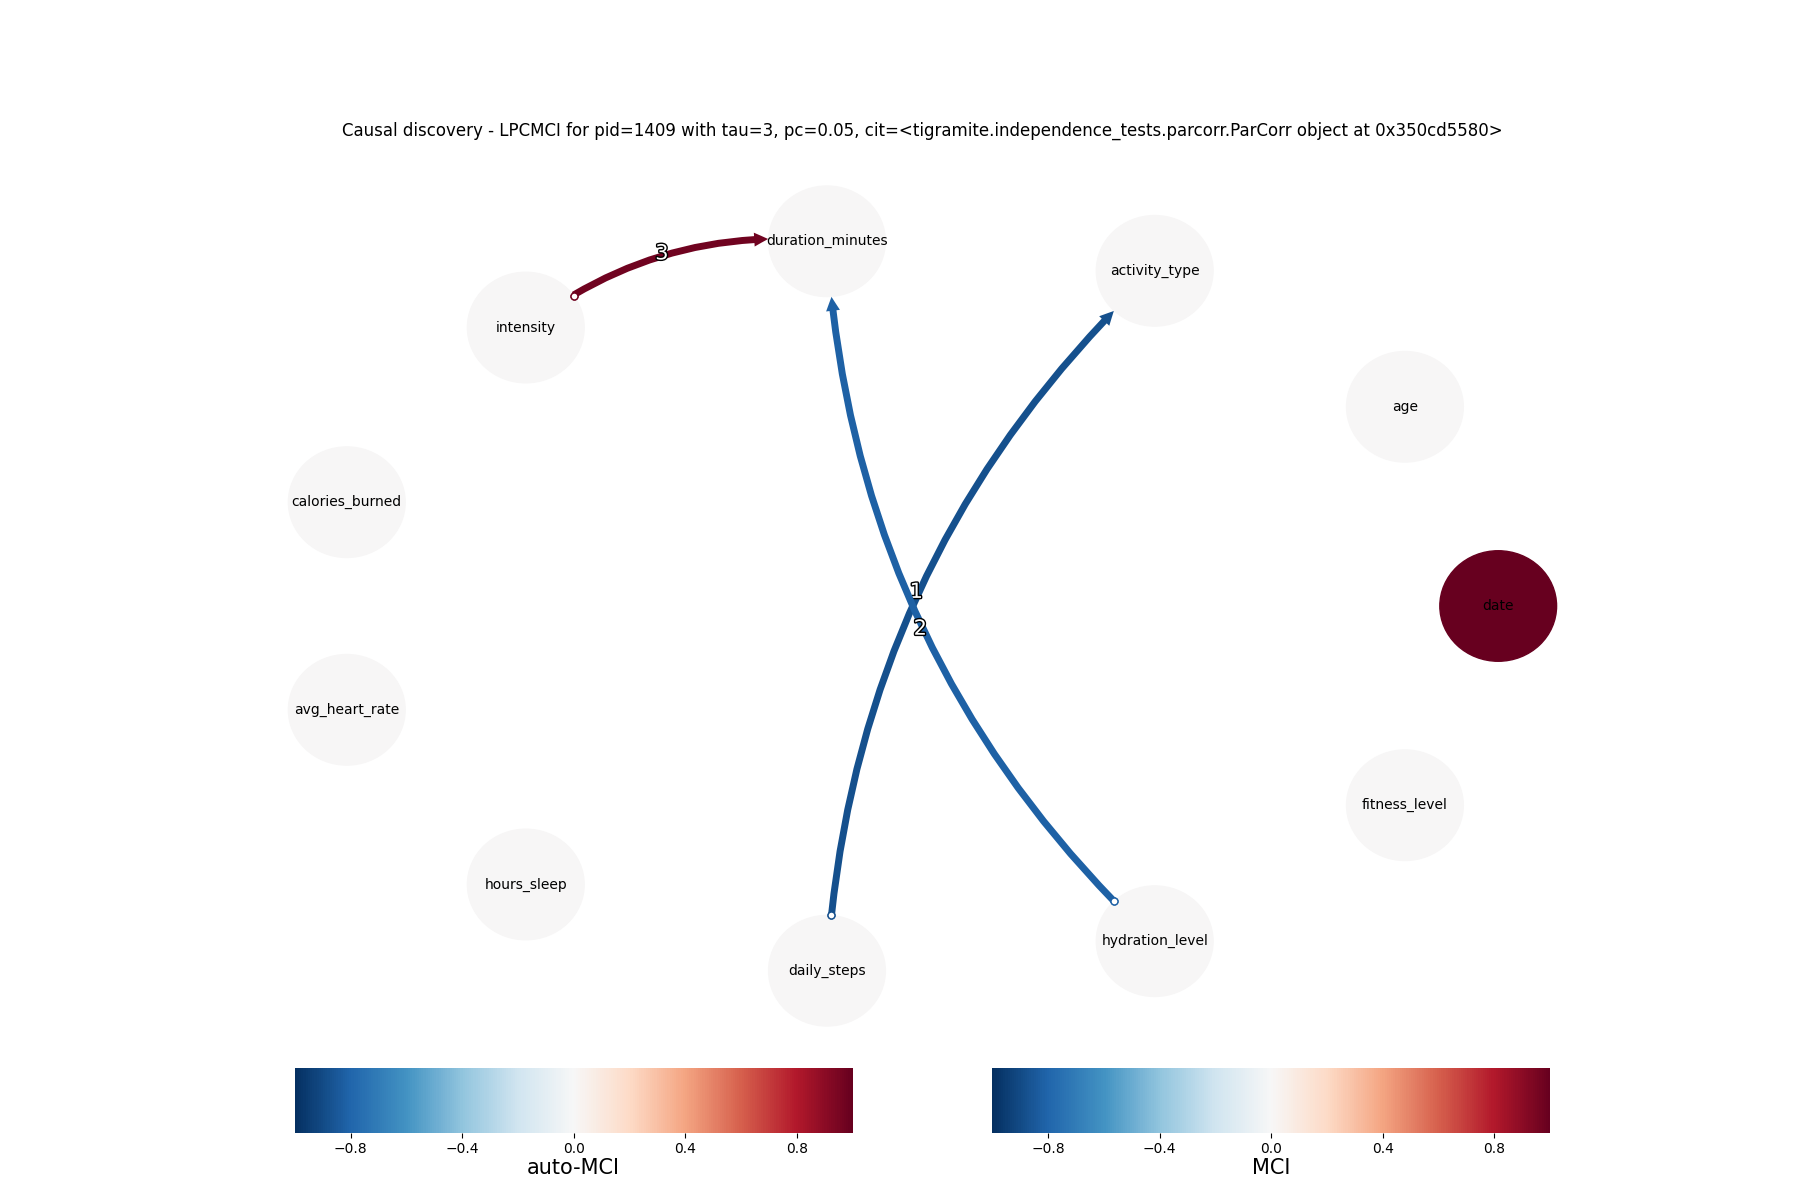 Causal discovery - LPCMCI for pid=1409 with tau=3, pc=0.05, cit=<tigramite.independence_tests.parcorr.ParCorr object at 0x350cd5580>
duration_minutes
3
activity_type
intensity
age
calories_burned
1
date
2
avg_heart_rate
fitness_level
hours_sleep
hydration_level
daily_steps
−0.8 −0.4 0.0 0.4 0.8
auto-MCI
−0.8 −0.4 0.0 0.4 0.8
MCI